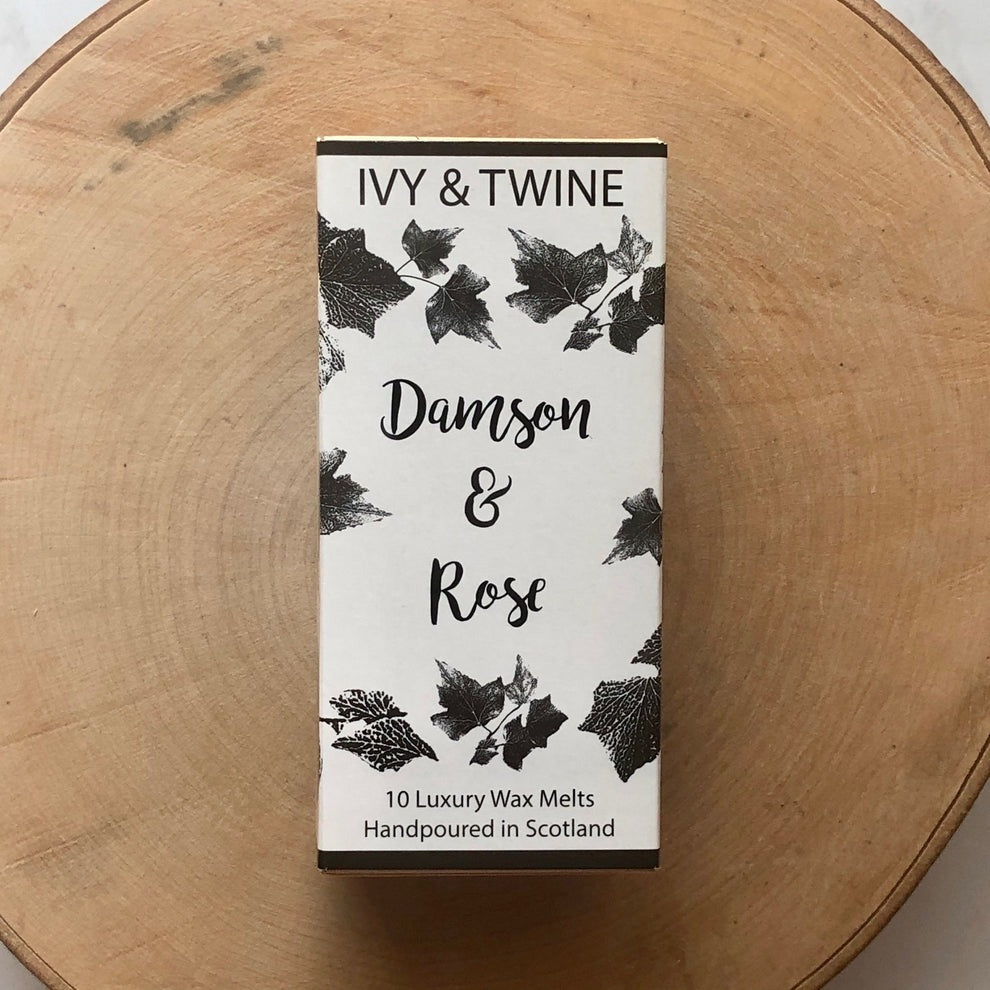 IVY & TWINE
Damson
&
Rose
10 Luxury Wax Melts
Handpoured in Scotland